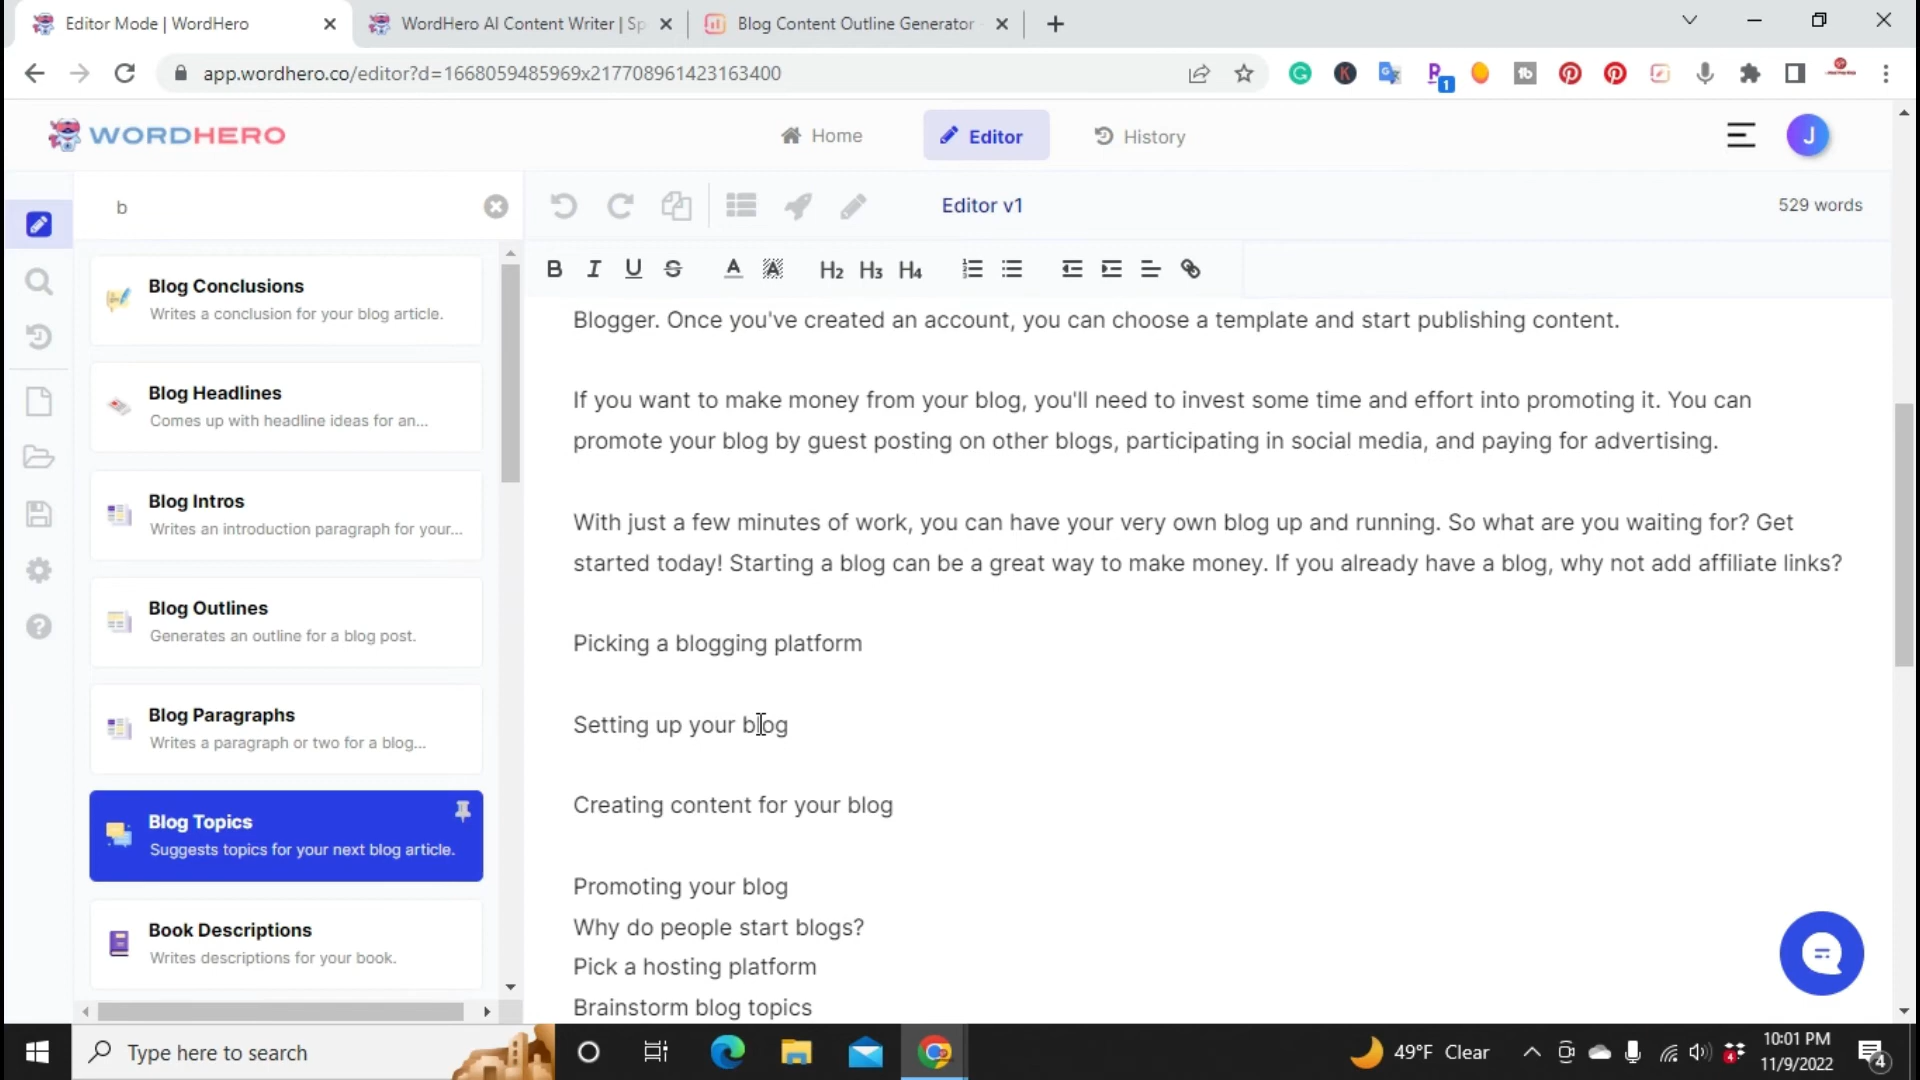 Editor Mode | WordHero
WordHero AI Content Writer | Sp
Blog Content Outline Generator
app.wordhero.co/editor?d=1668059485969x217708961423163400
1
WORDHERO
Home
Editor
History
J
b
Editor v1
529 words
B I U S A A H2 H3 H4
Blog Conclusions
Writes a conclusion for your blog article.
Blog Headlines
Comes up with headline ideas for an...
Blog Intros
Writes an introduction paragraph for your...
Blog Outlines
Generates an outline for a blog post.
Blog Paragraphs
Writes a paragraph or two for a blog...
Blog Topics
Suggests topics for your next blog article.
Book Descriptions
Writes descriptions for your book.
Blogger. Once you've created an account, you can choose a template and start publishing content.
If you want to make money from your blog, you'll need to invest some time and effort into promoting it. You can
promote your blog by guest posting on other blogs, participating in social media, and paying for advertising.
With just a few minutes of work, you can have your very own blog up and running. So what are you waiting for? Get
started today! Starting a blog can be a great way to make money. If you already have a blog, why not add affiliate links?
Picking a blogging platform
Setting up your blog
Creating content for your blog
Promoting your blog
Why do people start blogs?
Pick a hosting platform
Brainstorm blog topics
Type here to search
49°F Clear
4
10:01 PM
11/9/2022
4